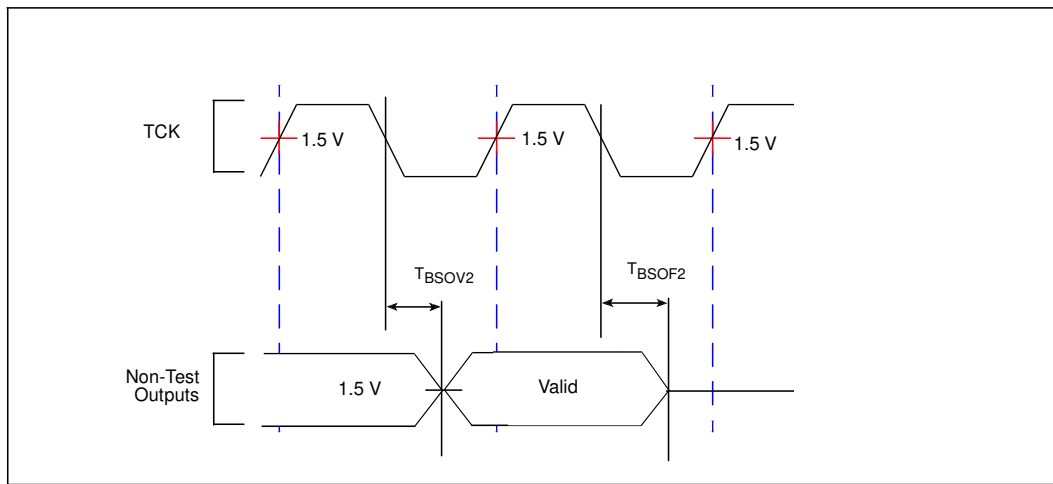 TCK
1.5 V
1.5 V
1.5 V
TBSOV2
TBSOF2
Non-Test
Outputs
1.5 V
Valid